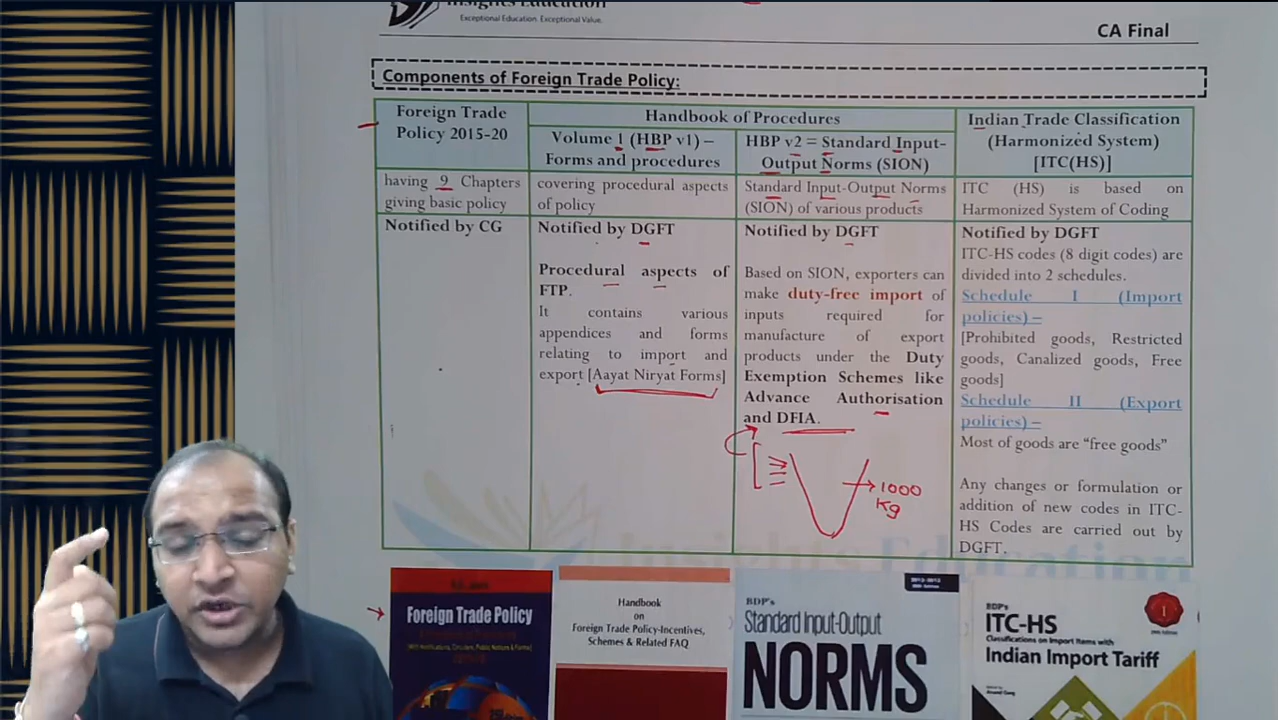 Insights Education
Exceptional Education. Exceptional Value.
CA Final
Components of Foreign Trade Policy:
Foreign Trade
Policy 2015-20
Handbook of Procedures
Volume 1 (HBP v1) –
Forms and procedures
HBP v2 = Standard Input-
Output Norms (SION)
Indian Trade Classification
(Harmonized System)
[ITC(HS)]
having 9 Chapters
giving basic policy
covering procedural aspects
of policy
Standard Input-Output Norms
(SION) of various products
ITC (HS) is based on
Harmonized System of Coding
Notified by CG
Notified by DGFT
Procedural aspects of
FTP.
It contains various
appendices and forms
relating to import and
export [Aayat Niryat Forms]
Notified by DGFT
Based on SION, exporters can
make duty-free import of
inputs required for
manufacture of export
products under the Duty
Exemption Schemes like
Advance Authorisation
and DFIA.
1000
Kg
Notified by DGFT
ITC-HS codes (8 digit codes) are
divided into 2 schedules.
Schedule I (Import
policies) –
[Prohibited goods, Restricted
goods, Canalized goods, Free
goods]
Schedule II (Export
policies) –
Most of goods are “free goods”
Any changes or formulation or
addition of new codes in ITC-
HS Codes are carried out by
DGFT.
Foreign Trade Policy
Handbook
on
Foreign Trade Policy-Incentives,
Schemes & Related FAQ
BDP's
Standard Input-Output
NORMS
BDP's
ITC-HS
Classifications on Import Items with
Indian Import Tariff